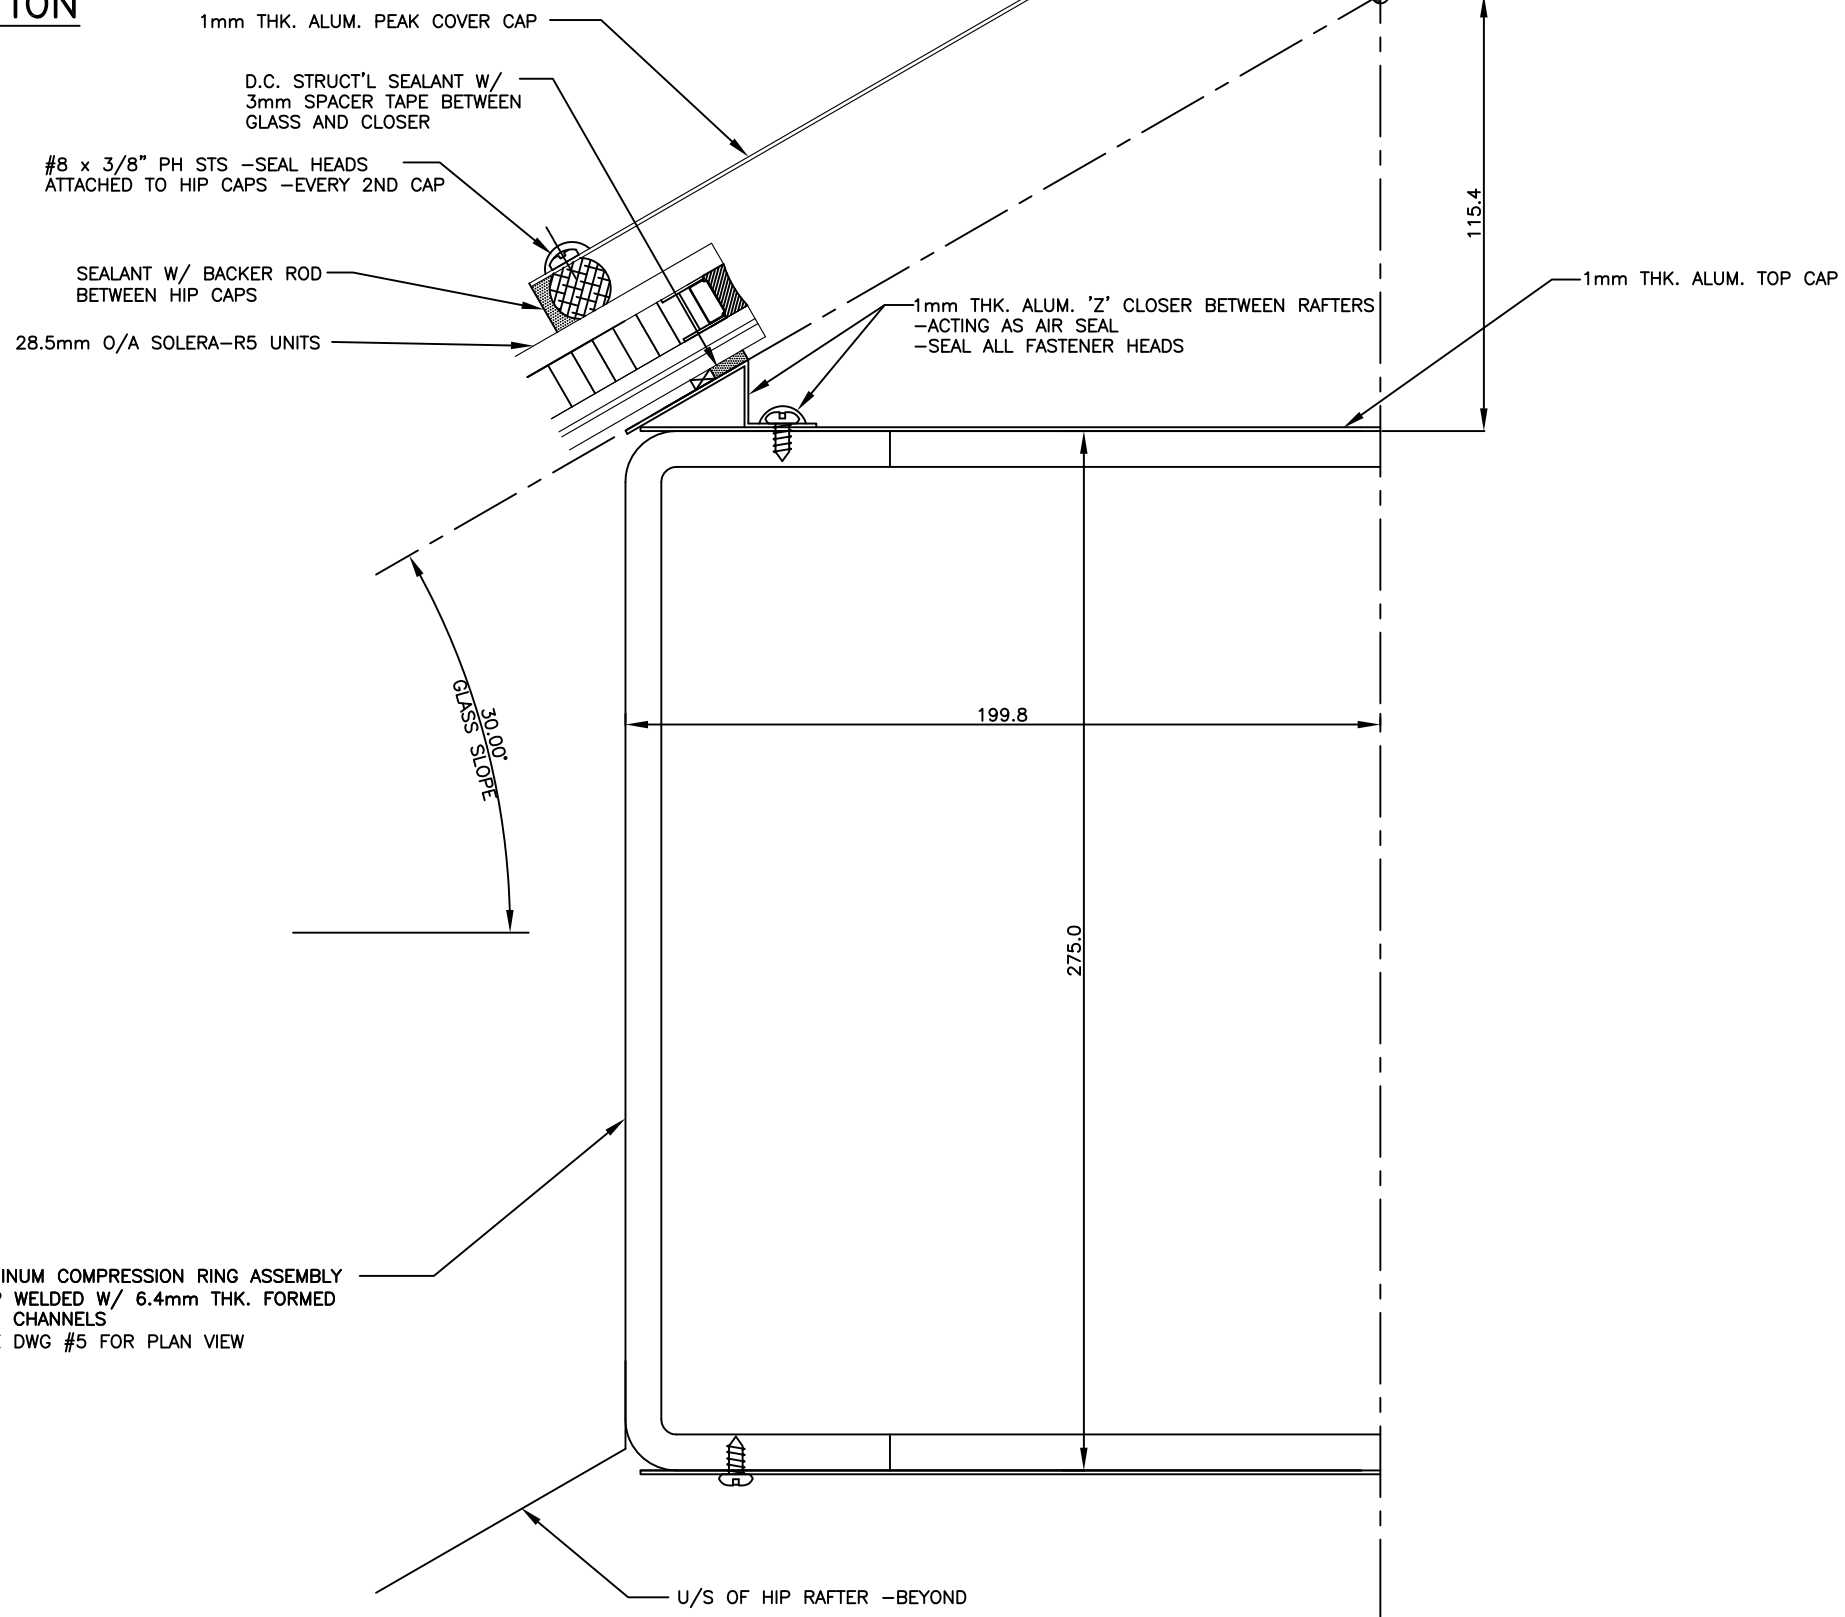 1mm THK. ALUM. PEAK COVER CAP
D.C. STRUCT'L SEALANT W/
3mm SPACER TAPE BETWEEN
GLASS AND CLOSER
#8 x 3/8" PH STS -SEAL HEADS
ATTACHED TO HIP CAPS -EVERY 2ND CAP
115.4
SEALANT W/ BACKER ROD
BETWEEN HIP CAPS
1mm THK. ALUM. TOP CAP
1mm THK. ALUM. 'Z' CLOSER BETWEEN RAFTERS
-ACTING AS AIR SEAL
-SEAL ALL FASTENER HEADS
28.5mm O/A SOLERA-R5 UNITS
30.00°
GLASS SLOPE
199.8
275.0
COMPRESSION RING ASSEMBLY
WELDED W/ 6.4mm THK. FORMED
CHANNELS
DWG #5 FOR PLAN VIEW
U/S OF HIP RAFTER -BEYOND